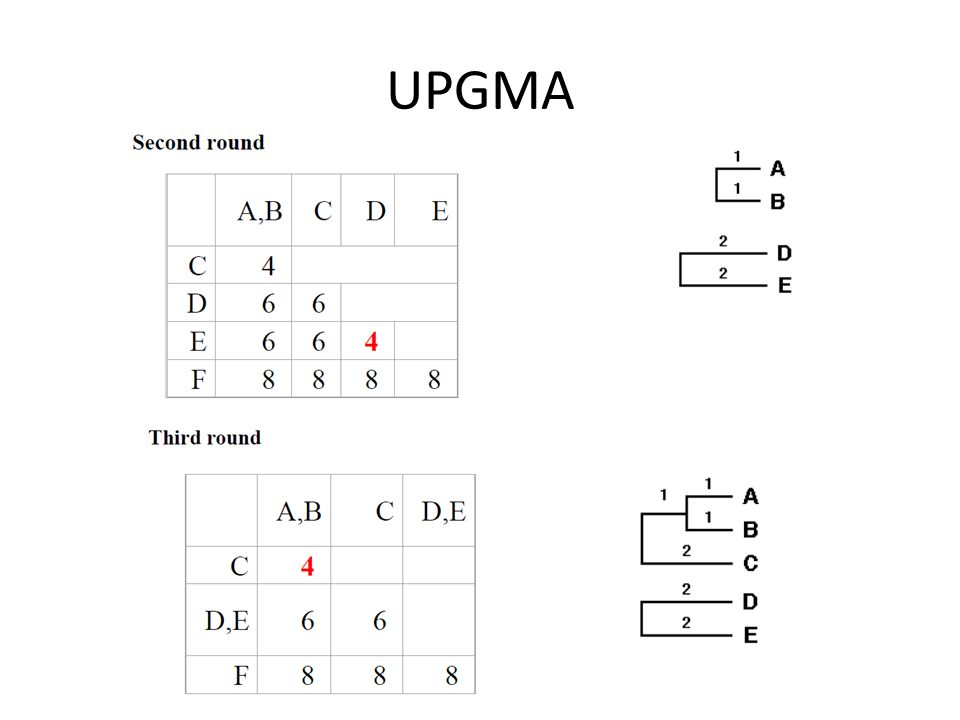 UPGMA
Second round
A,B C D E
C 4
D 6 6
E 6 6 4
F 8 8 8 8
1 A
1 B
2 D
2 E
Third round
A,B C D,E
C 4
D,E 6 6
F 8 8 8
1 A
1
1 B
2 C
2 D
2 E